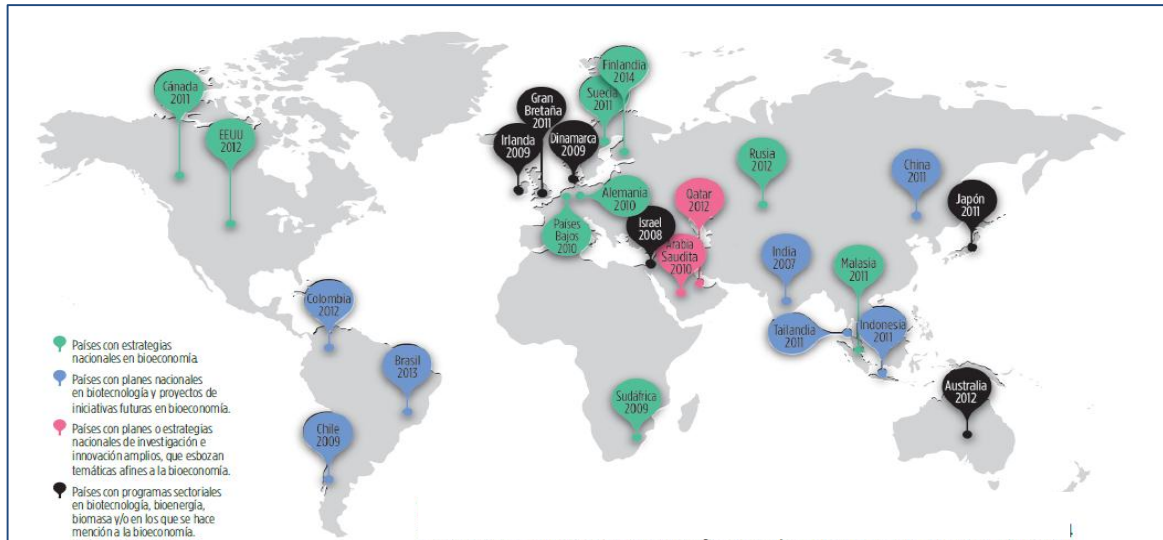 Cánada
2011
EEUU
2012
Finlandia
2014
Suecia
2011
Gran
Bretaña
2011
Irlanda
2009
Dinamarca
2009
Alemania
2010
Países
Bajos
2010
Israel
2008
Qatar
2012
Arabia
Saudita
2010
Rusia
2012
China
2011
Japón
2011
India
2007
Malasia
2011
Tailandia
2011
Indonesia
2011
Australia
2012
Colombia
2012
Brasil
2013
Chile
2009
Sudáfrica
2009
Países con estrategias
nacionales en bioeconomía.
Países con planes nacionales
en biotecnología y proyectos de
iniciativas futuras en bioeconomía.
Países con planes o estrategias
nacionales de investigación e
innovación amplios, que esbozan
temáticas afines a la bioeconomía.
Países con programas sectoriales
en biotecnología, bioenergía,
biomasa y/o en los que se hace
mención a la bioeconomía.